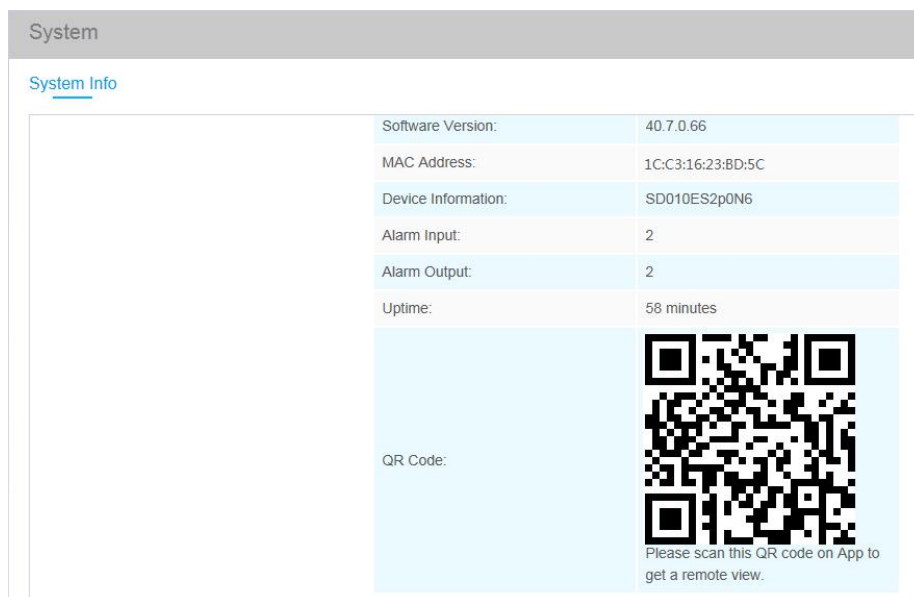 System
System Info
Software Version: 40.7.0.66
MAC Address: 1C:C3:16:23:BD:5C
Device Information: SD010ES2p0N6
Alarm Input: 2
Alarm Output: 2
Uptime: 58 minutes
QR Code:
Please scan this QR code on App to
get a remote view.